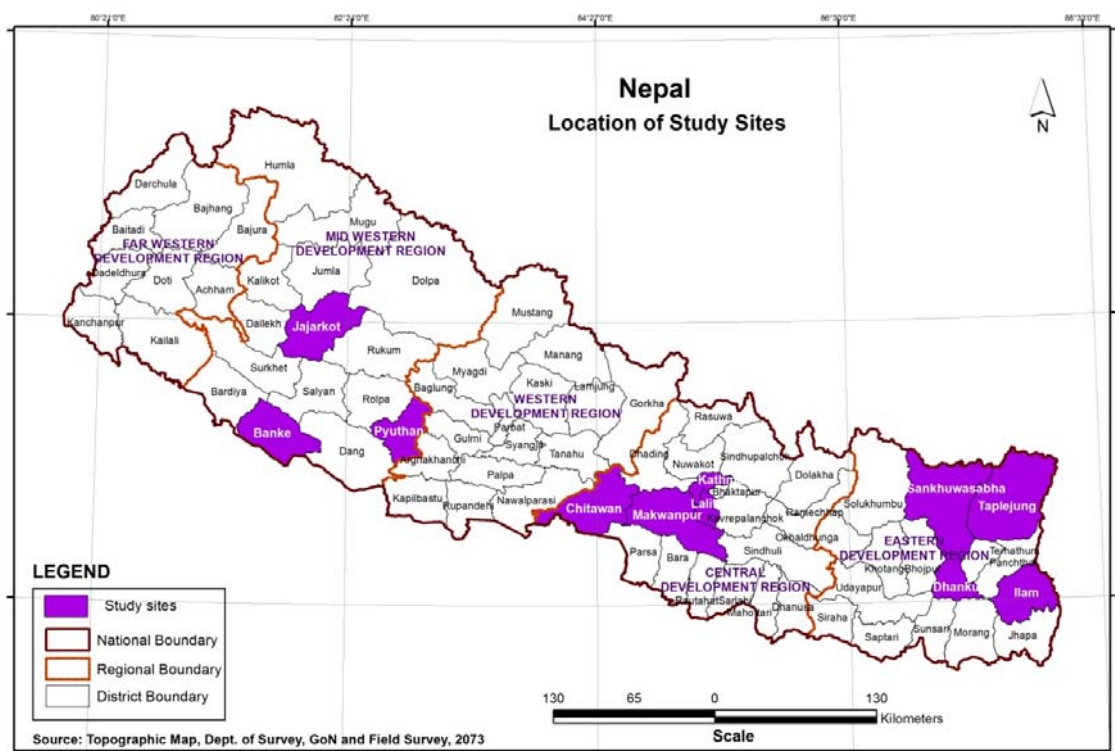 80°21'0"E
82°24'0"E
84°27'0"E
86°30'0"E
Nepal
Location of Study Sites
N
Humla
Darchula
Bajhang
Mugu
Baitadi
Bajura
FAR WESTERN
DEVELOPMENT REGION
MID WESTERN
DEVELOPMENT REGION
Dadeldhura
Doti
Achham
Kalikot
Jumla
Dolpa
Kanchanpur
Kailali
Dailekh
Jajarkot
Mustang
Surkhet
Rukum
Manang
Bardiya
Salyan
Rolpa
Baglung
Myagdi
Kaski
Lamjung
Gorkha
WESTERN
DEVELOPMENT REGION
Rasuwa
Banke
Pyuthan
Gulmi
Parbat
Syangja
Tanahu
Dhading
Nuwakot
Sindhupalchuk
Dolakha
Dang
Arghakhanchi
Palpa
Kapilbastu
Rupandehi
Nawalparasi
Chitawan
Makwanpur
Kathm
Bhaktapur
Lalit
Kavrepalanchok
Ramechhap
Solukhumbu
Sankhuwasabha
Taplejung
Okhaldhunga
EASTERN
DEVELOPMENT REGION
Parsa
Bara
Sindhuli
CENTRAL
DEVELOPMENT REGION
Khotang
Bhojpur
Terhathum
Panchthar
Udayapur
Dhanku
Ilam
Rautahat
Sarlahi
Mahottari
Dhanusa
Siraha
Saptari
Sunsari
Morang
Jhapa
LEGEND
Study sites
National Boundary
Regional Boundary
District Boundary
130 65 0 130
Kilometers
Scale
Source: Topographic Map, Dept. of Survey, GoN and Field Survey, 2073